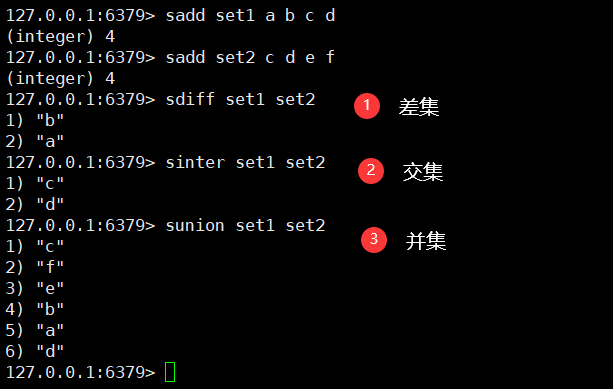 127.0.0.1:6379> sadd set1 a b c d
(integer) 4
127.0.0.1:6379> sadd set2 c d e f
(integer) 4
127.0.0.1:6379> sdiff set1 set2 1 差集
1) "b"
2) "a"
127.0.0.1:6379> sinter set1 set2 2 交集
1) "c"
2) "d"
127.0.0.1:6379> sunion set1 set2 3 并集
1) "c"
2) "f"
3) "e"
4) "b"
5) "a"
6) "d"
127.0.0.1:6379>